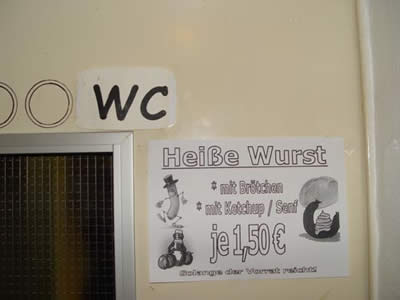 WC
Heiße Wurst
* mit Brötchen
* mit Ketchup / Senf
je 1,50 €
Solange der Vorrat reicht!